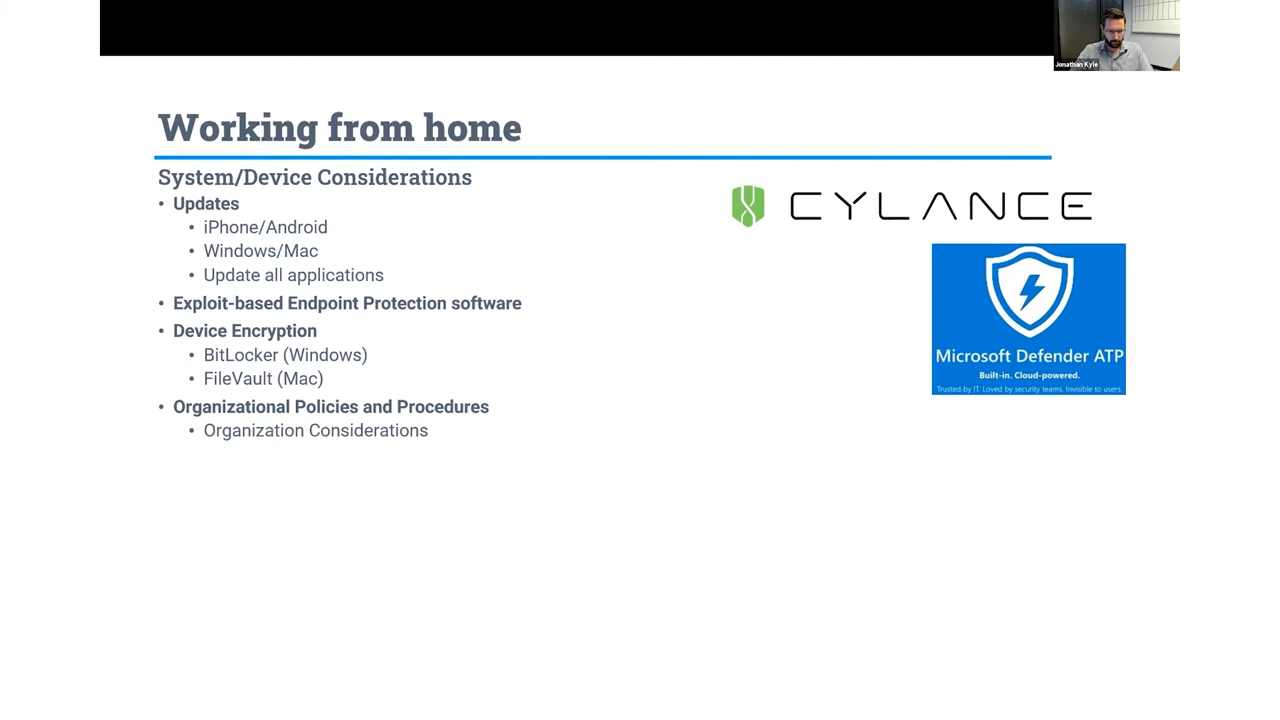 Jonathan Kyle
Working from home
System/Device Considerations
• Updates
• iPhone/Android
• Windows/Mac
• Update all applications
• Exploit-based Endpoint Protection software
• Device Encryption
• BitLocker (Windows)
• FileVault (Mac)
• Organizational Policies and Procedures
• Organization Considerations
CYLANCE
Microsoft Defender ATP
Built-in. Cloud-powered.
Trusted by IT. Loved by security teams. Invisible to users.